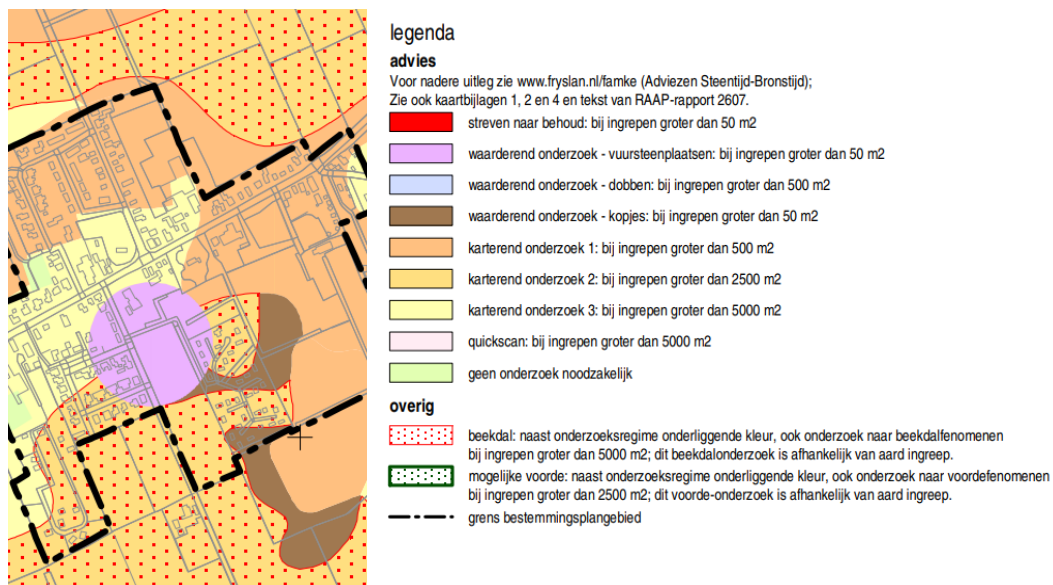 legenda
advies
Voor nadere uitleg zie www.fryslan.nl/famke (Adviezen Steentijd-Bronstijd);
Zie ook kaartbijlagen 1, 2 en 4 en tekst van RAAP-rapport 2607.
streven naar behoud: bij ingrepen groter dan 50 m2
waarderend onderzoek - vuursteenplaatsen: bij ingrepen groter dan 50 m2
waarderend onderzoek - dobben: bij ingrepen groter dan 500 m2
waarderend onderzoek - kopjes: bij ingrepen groter dan 50 m2
karterend onderzoek 1: bij ingrepen groter dan 500 m2
karterend onderzoek 2: bij ingrepen groter dan 2500 m2
karterend onderzoek 3: bij ingrepen groter dan 5000 m2
quickscan: bij ingrepen groter dan 5000 m2
geen onderzoek noodzakelijk
overig
beekdal: naast onderzoeksregime onderliggende kleur, ook onderzoek naar beekdalfenomenen
bij ingrepen groter dan 5000 m2; dit beekdalonderzoek is afhankelijk van aard ingreep.
mogelijke voorde: naast onderzoeksregime onderliggende kleur, ook onderzoek naar voordefenomenen
bij ingrepen groter dan 2500 m2; dit voorde-onderzoek is afhankelijk van aard ingreep.
grens bestemmingsplangebied